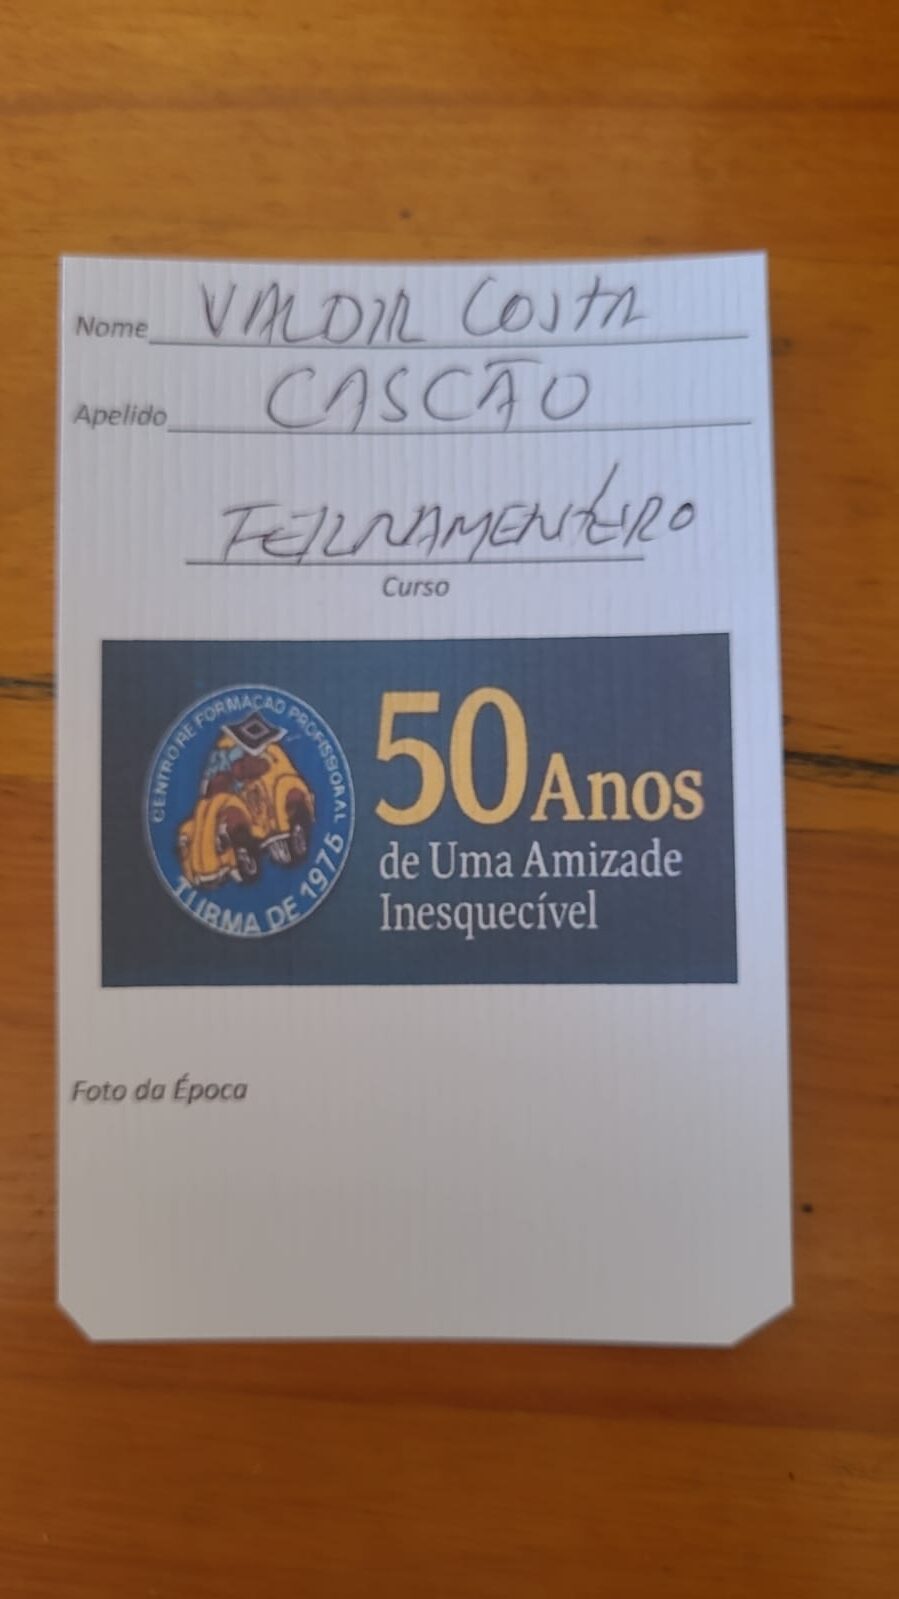 Nome VALDIR COSTA
Apelido CASCÃO
FERRAMENTEIRO
Curso
CENTRO DE FORMAÇÃO PROFISSIONAL
TURMA DE 1975
50 Anos
de Uma Amizade
Inesquecível
Foto da Época